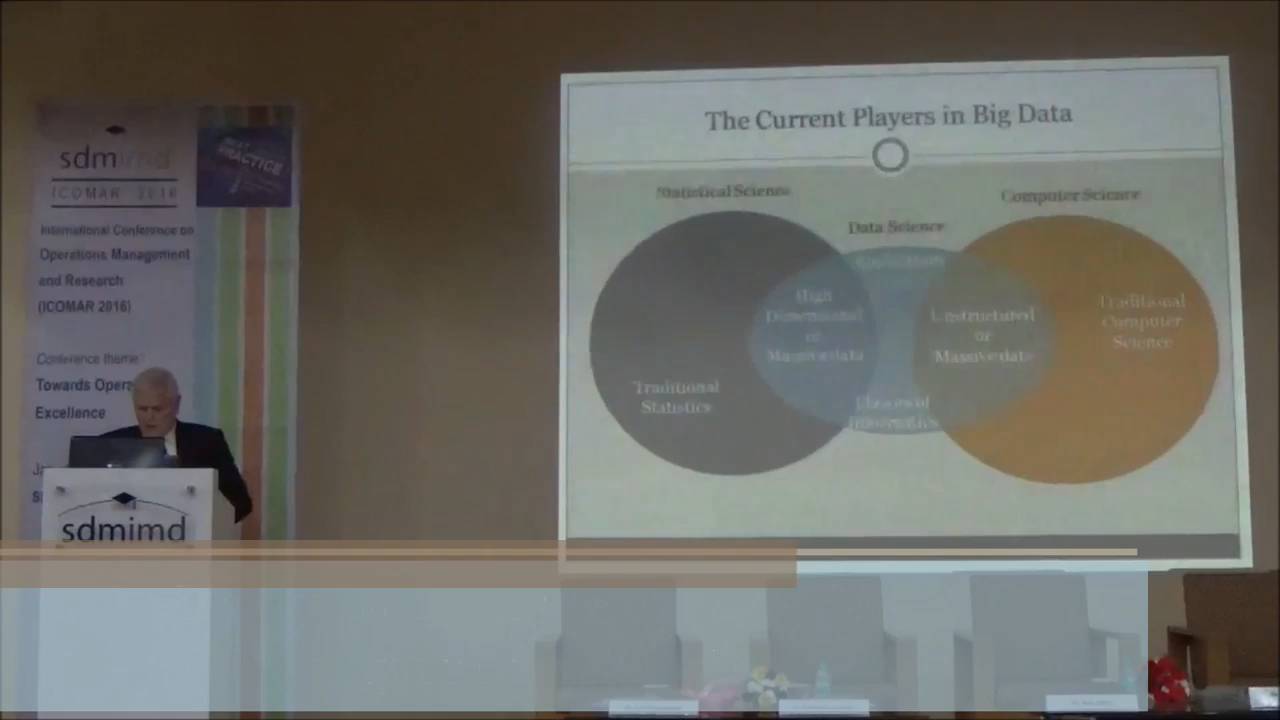 sdmimd
ICOMAR 2016
International Conference on
Operations Management
and Research
(ICOMAR 2016)
Conference theme:
Towards
Excellence
PRACTICE
sdmimd
The Current Players in Big Data
Statistical Science
Computer Science
Data Science
Applications
High
Dimensional
or
Massive data
Unstructured
or
Massive data
Traditional
Computer
Science
Traditional
Statistics